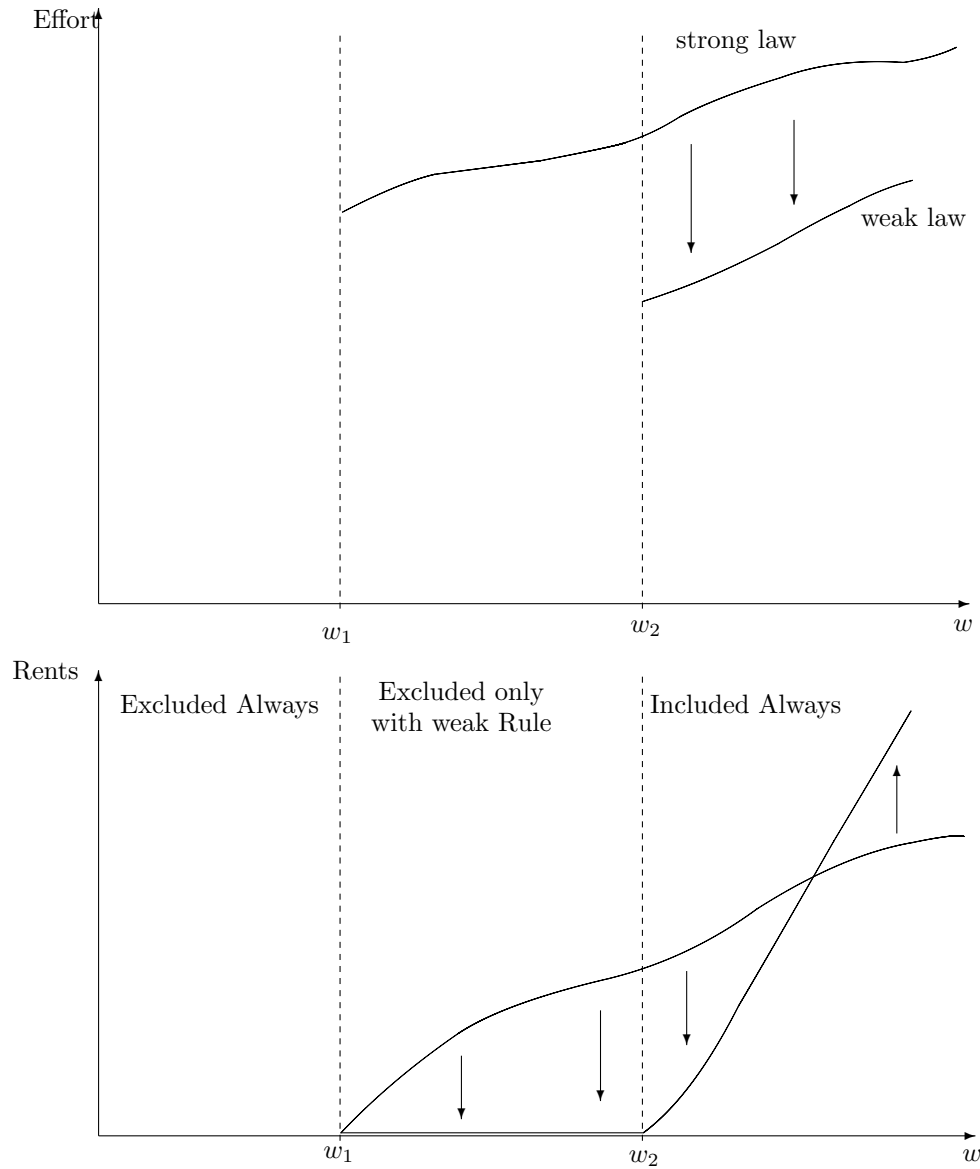 Effort
strong law
weak law
w₁
w₂
w
Rents
Excluded Always
Excluded only
with weak Rule
Included Always
w₁
w₂
w